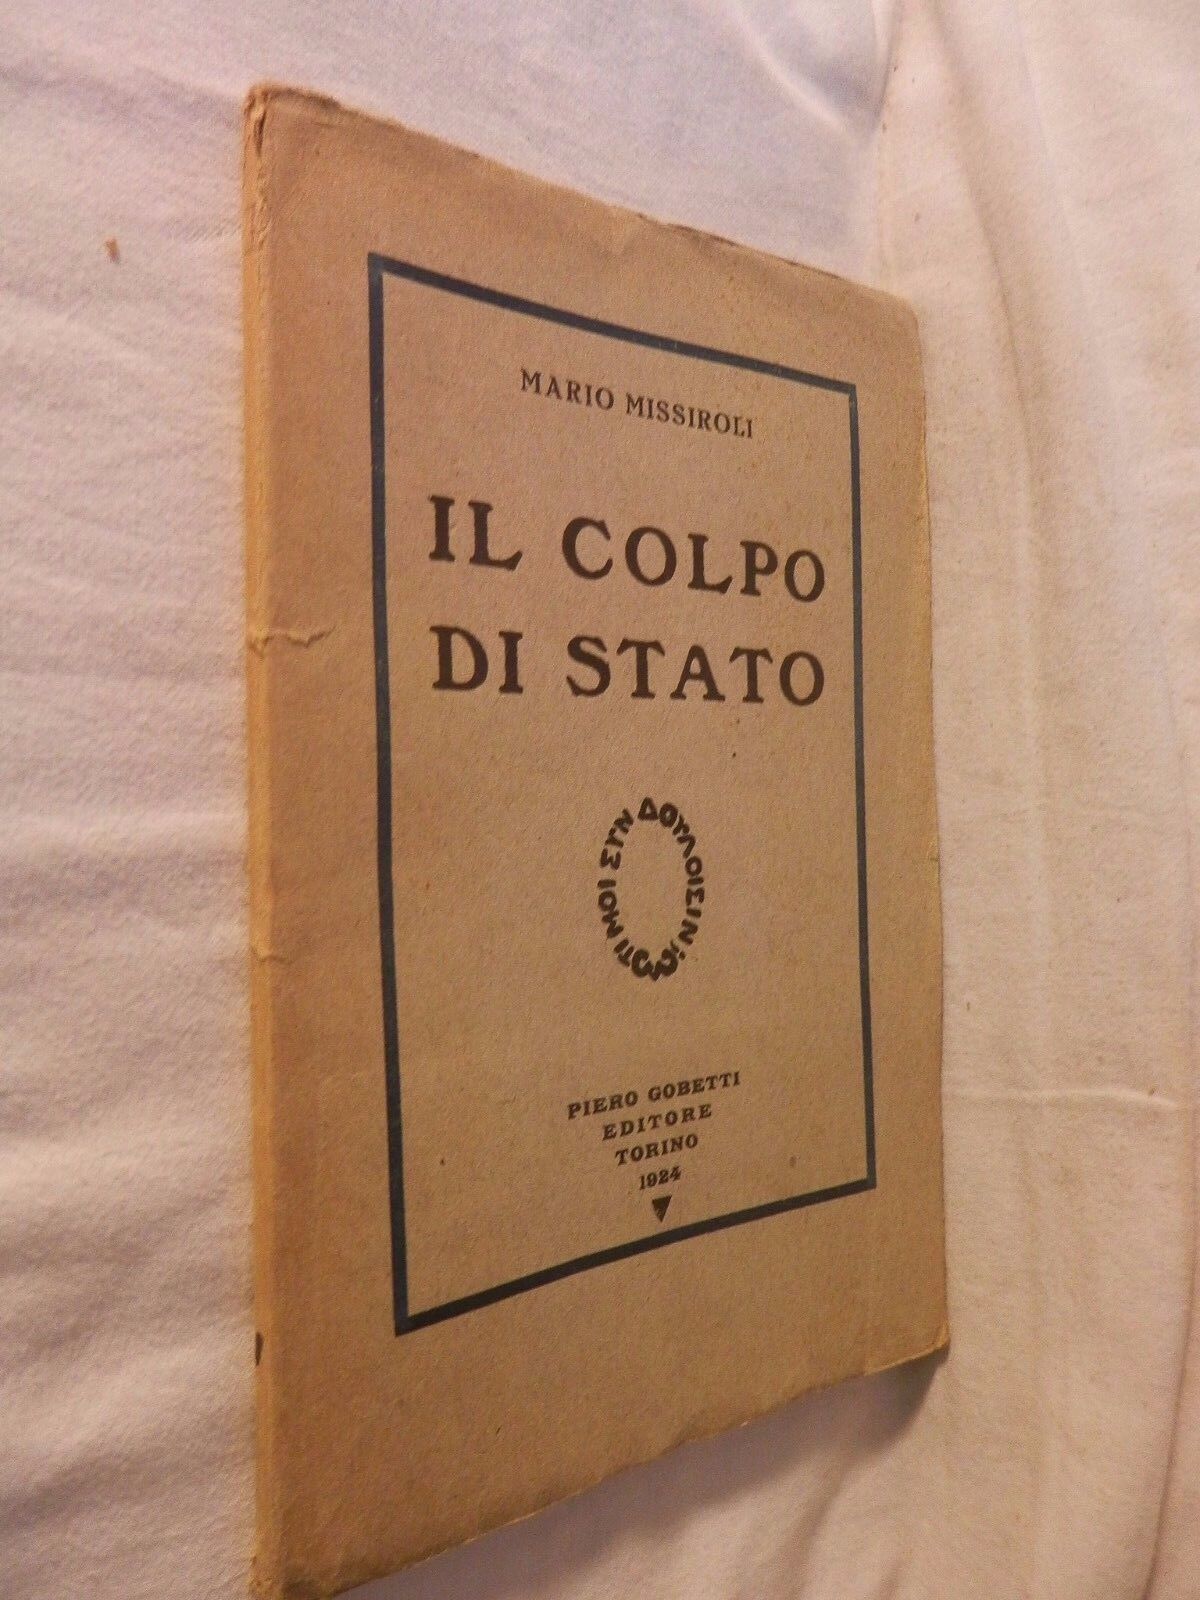 MARIO MISSIROLI
IL COLPO
DI STATO
ΤΙ ΜΟΙ ΣΥΝ ΔΟΥΛΟΙΣΙΝ
PIERO GOBETTI
EDITORE
TORINO
1924